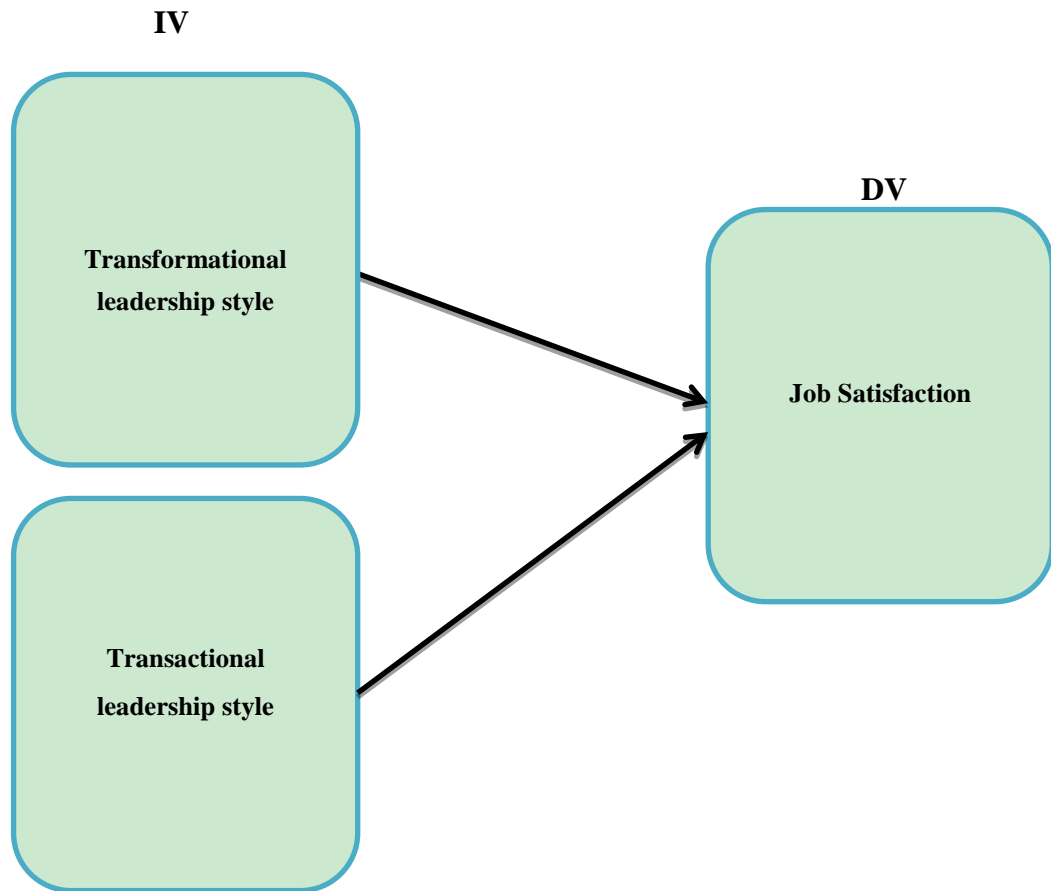 IV
Transformational
leadership style
DV
Job Satisfaction
Transactional
leadership style